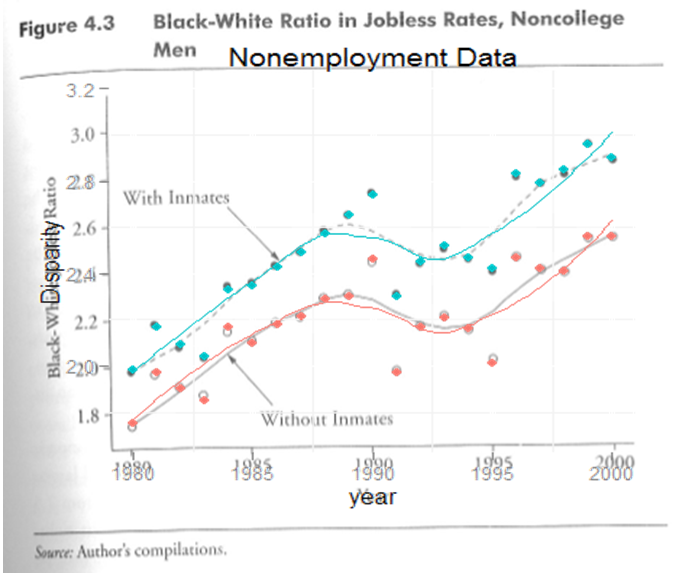 Figure 4.3
Black-White Ratio in Jobless Rates, Noncollege
Men
Nonemployment Data
3.2
3.0
2.8
2.6
2.4
2.2
2.0
1.8
Disparity
Ratio
With Inmates
Without Inmates
1980
1985
1990
1995
2000
year
Source: Author's compilations.